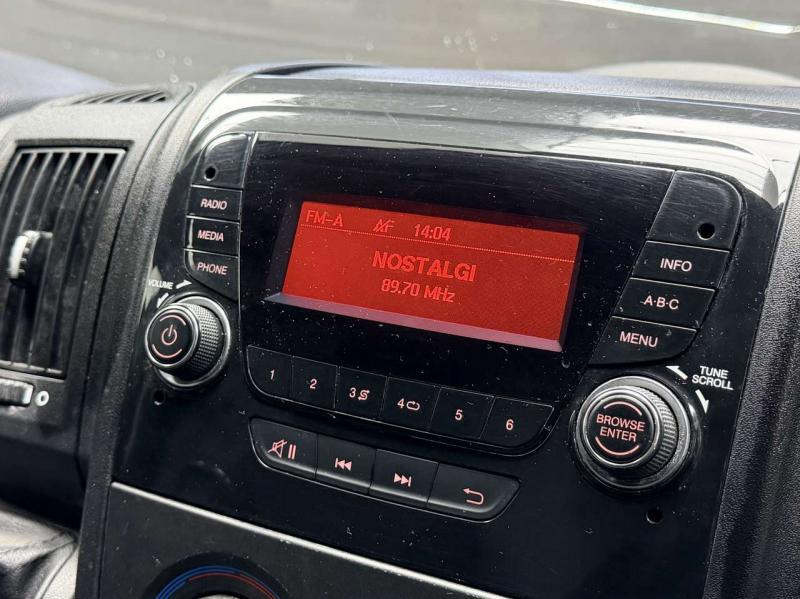 FM-A AF 14:04
NOSTALGI
89.70 MHz
RADIO
MEDIA
PHONE
VOLUME
INFO
A·B·C
MENU
TUNE
SCROLL
BROWSE
ENTER
1 2 3 4 5 6
0